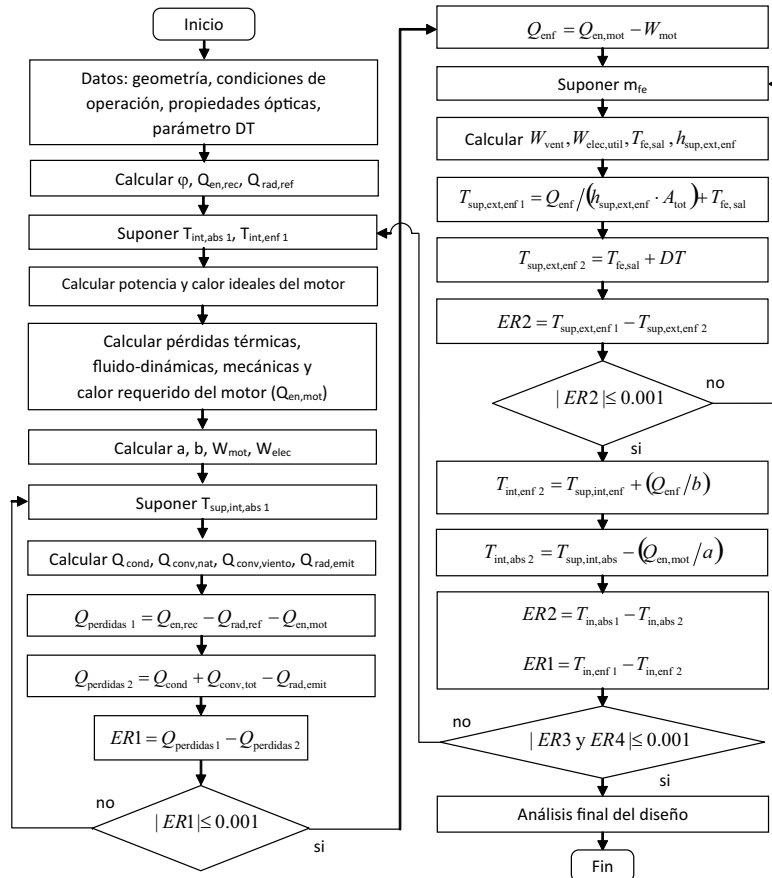 Inicio
Datos: geometría, condiciones de
operación, propiedades ópticas,
parámetro DT
Calcular φ, Q_en,rec, Q_rad,ref
Suponer T_int,abs 1, T_int,enf 1
Calcular potencia y calor ideales del motor
Calcular pérdidas térmicas,
fluido-dinámicas, mecánicas y
calor requerido del motor (Q_en,mot)
Calcular a, b, W_mot, W_elec
Suponer T_sup,int,abs 1
Calcular Q_cond, Q_conv,nat, Q_conv,viento, Q_rad,emit
Q_perdidas 1 = Q_en,rec − Q_rad,ref − Q_en,mot
Q_perdidas 2 = Q_cond + Q_conv,tot − Q_rad,emit
ER1 = Q_perdidas 1 − Q_perdidas 2
no
| ER1 | ≤ 0.001
si
Q_enf = Q_en,mot − W_mot
Suponer m_fe
Calcular W_vent, W_elec,util, T_fe,sal, h_sup,ext,enf
T_sup,ext,enf 1 = Q_enf / (h_sup,ext,enf · A_tot) + T_fe,sal
T_sup,ext,enf 2 = T_fe,sal + DT
ER2 = T_sup,ext,enf 1 − T_sup,ext,enf 2
no
| ER2 | ≤ 0.001
si
T_int,enf 2 = T_sup,int,enf + (Q_enf / b)
T_int,abs 2 = T_sup,int,abs − (Q_en,mot / a)
ER2 = T_in,abs 1 − T_in,abs 2
ER1 = T_in,enf 1 − T_in,enf 2
no
| ER3 y ER4 | ≤ 0.001
si
Análisis final del diseño
Fin